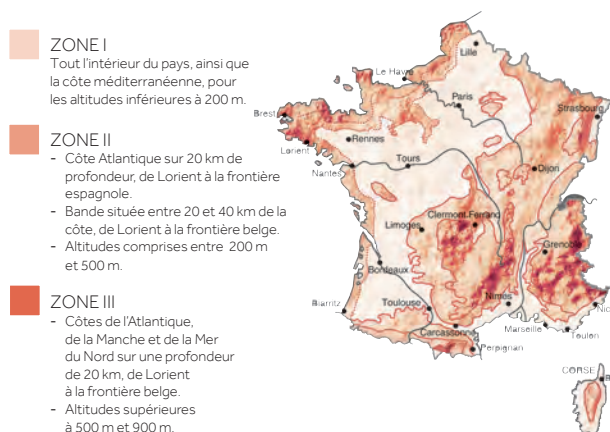 ZONE I
Tout l'intérieur du pays, ainsi que
la côte méditerranéenne, pour
les altitudes inférieures à 200 m.
ZONE II
- Côte Atlantique sur 20 km de
profondeur, de Lorient à la frontière
espagnole.
- Bande située entre 20 et 40 km de la
côte, de Lorient à la frontière belge.
- Altitudes comprises entre 200 m
et 500 m.
ZONE III
- Côtes de l'Atlantique,
de la Manche et de la Mer
du Nord sur une profondeur
de 20 km, de Lorient
à la frontière belge.
- Altitudes supérieures
à 500 m et 900 m.
Lille
Le Havre
Paris
Strasbourg
Brest
Rennes
Lorient
Nantes
Tours
Dijon
Limoges
Clermont-Ferrand
Grenoble
Bordeaux
Biarritz
Toulouse
Nîmes
Nic
Marseille
Toulon
Carcassonne
Perpignan
CORSE
B